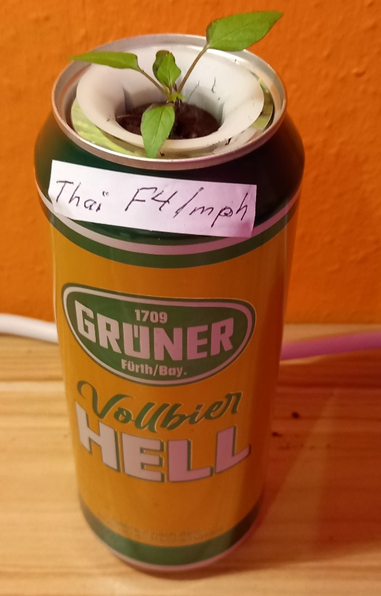 Thai F4/mph
1709
GRÜNER
Fürth/Bay.
Vollbier
HELL